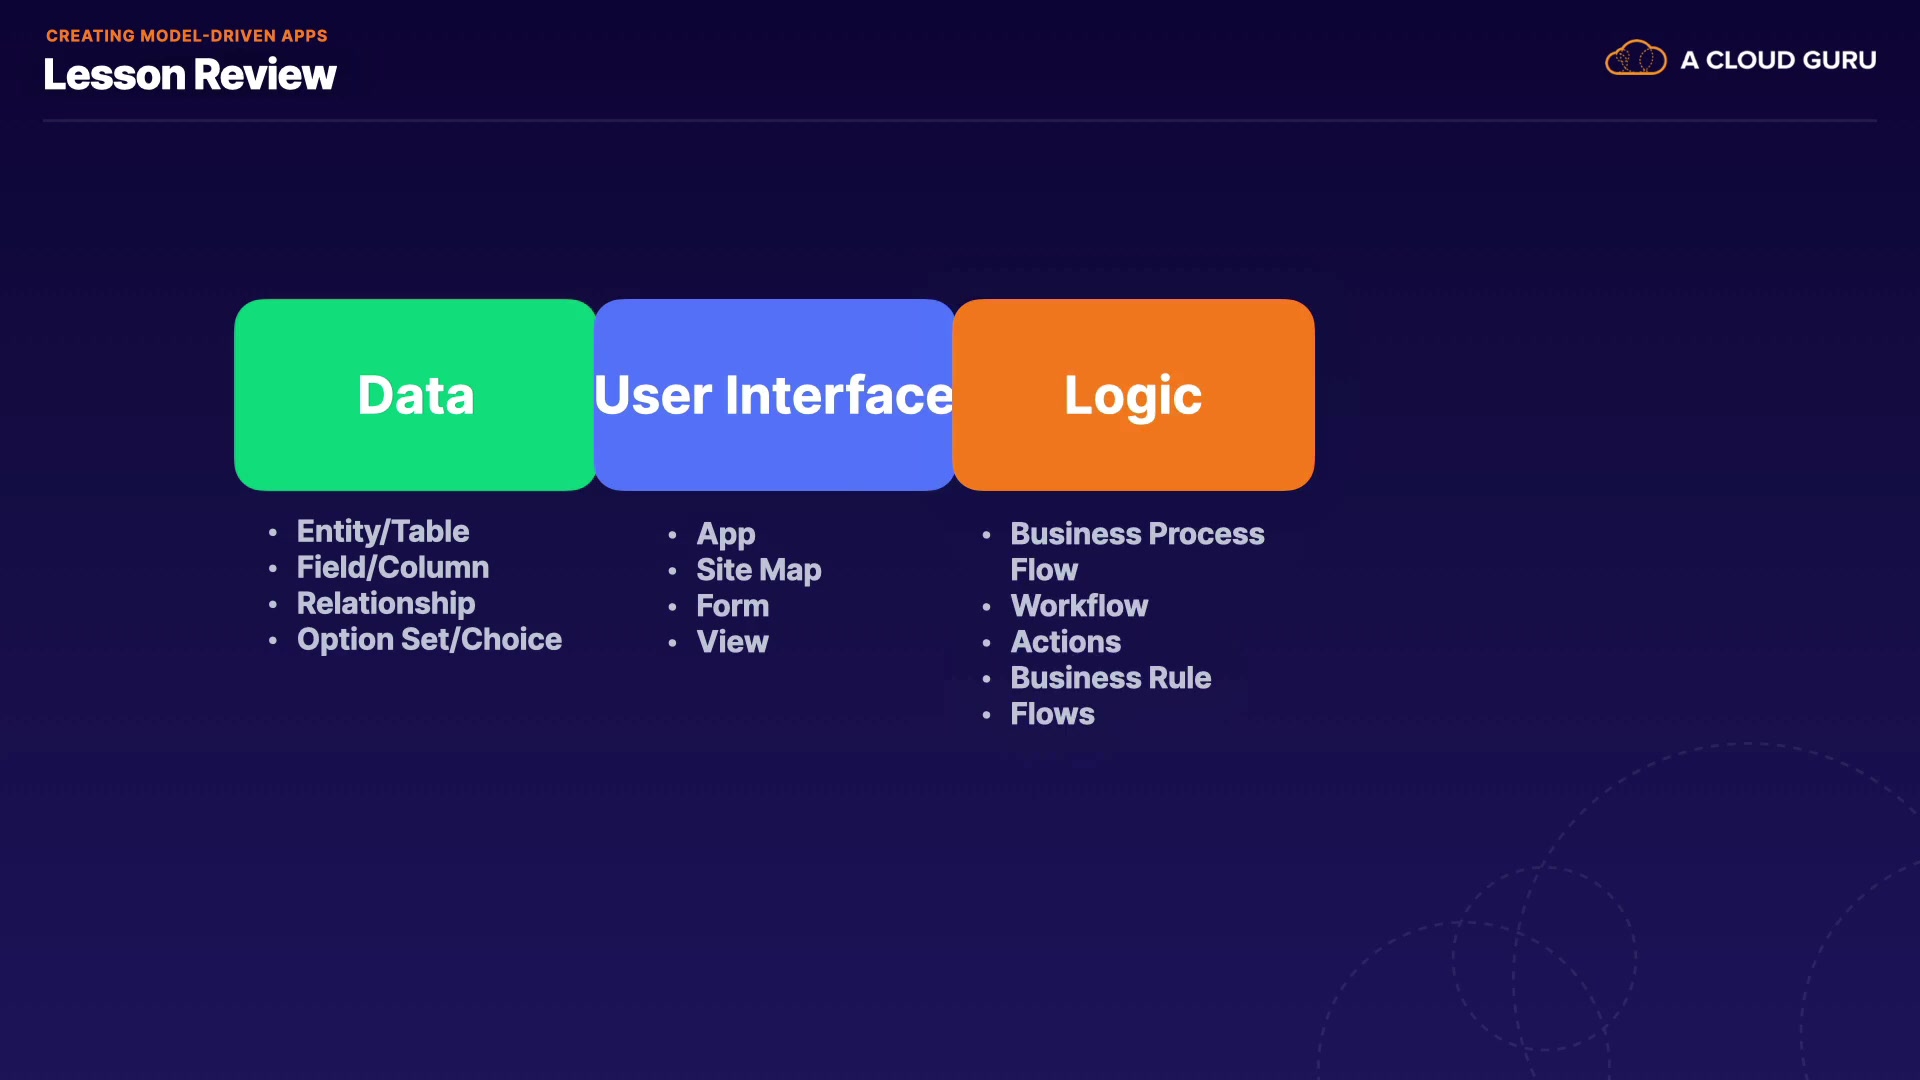 CREATING MODEL-DRIVEN APPS
Lesson Review
A CLOUD GURU
Data
• Entity/Table
• Field/Column
• Relationship
• Option Set/Choice
User Interface
• App
• Site Map
• Form
• View
Logic
• Business Process
Flow
• Workflow
• Actions
• Business Rule
• Flows